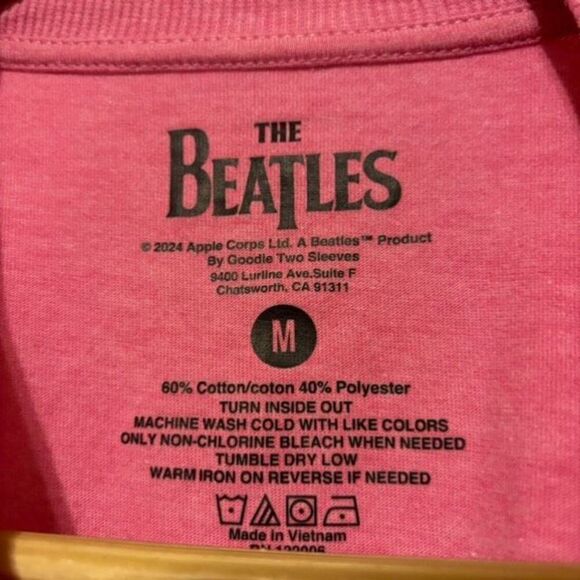 THE
BEATLES
© 2024 Apple Corps Ltd. A Beatles™ Product
By Goodie Two Sleeves
9400 Lurline Ave.Suite F
Chatsworth, CA 91311
M
60% Cotton/coton 40% Polyester
TURN INSIDE OUT
MACHINE WASH COLD WITH LIKE COLORS
ONLY NON-CHLORINE BLEACH WHEN NEEDED
TUMBLE DRY LOW
WARM IRON ON REVERSE IF NEEDED
Made in Vietnam